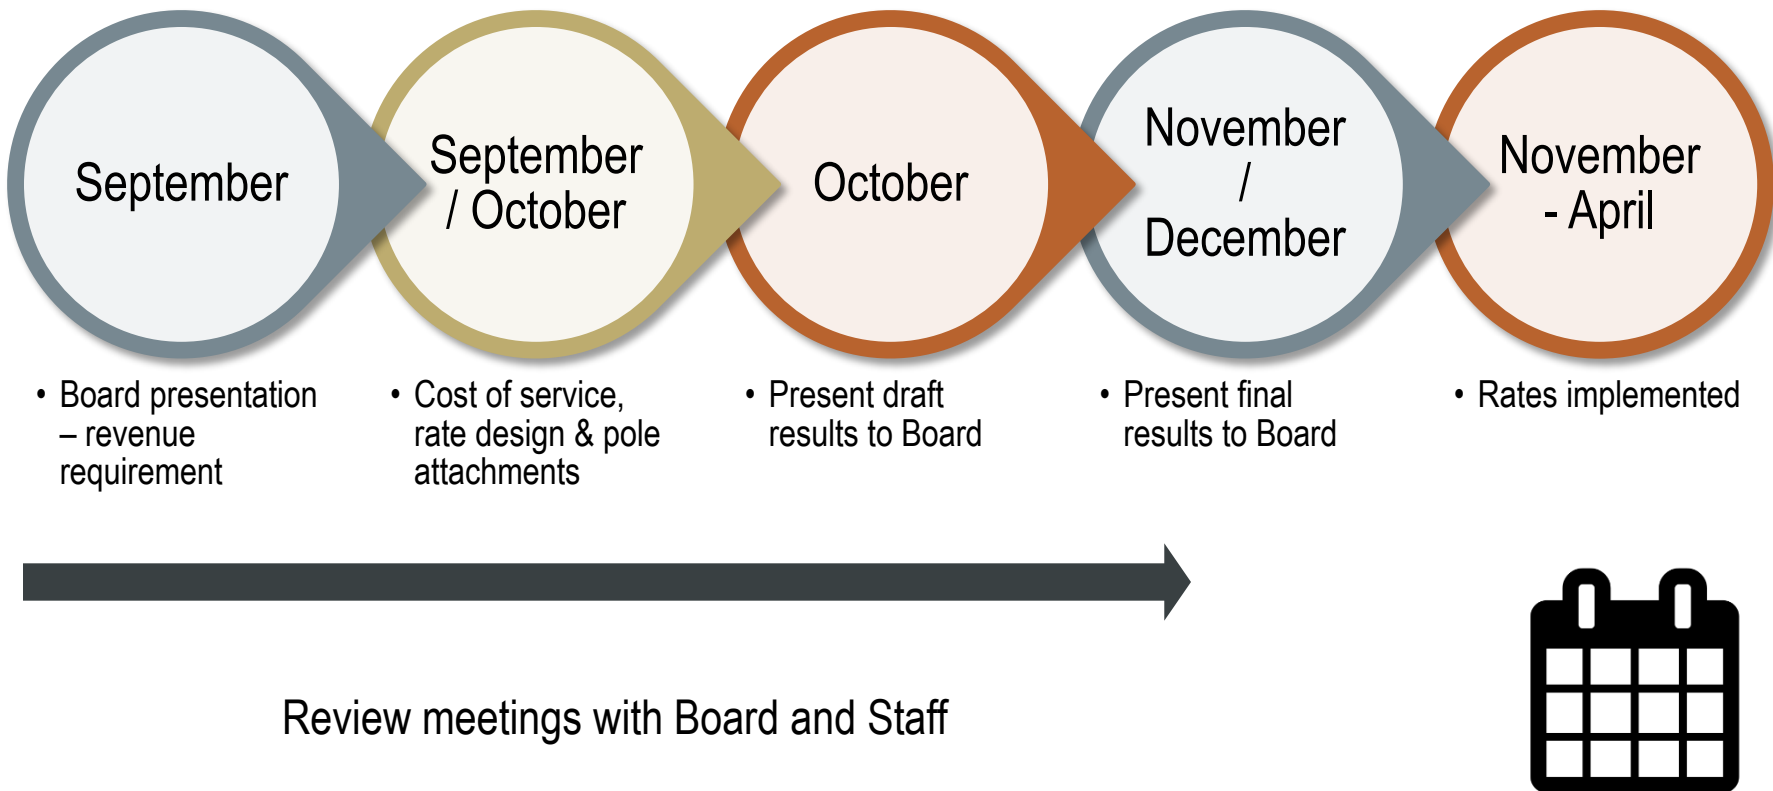 September
September
/ October
October
November
/
December
November
- April
• Board presentation
– revenue
requirement
• Cost of service,
rate design & pole
attachments
• Present draft
results to Board
• Present final
results to Board
• Rates implemented
Review meetings with Board and Staff